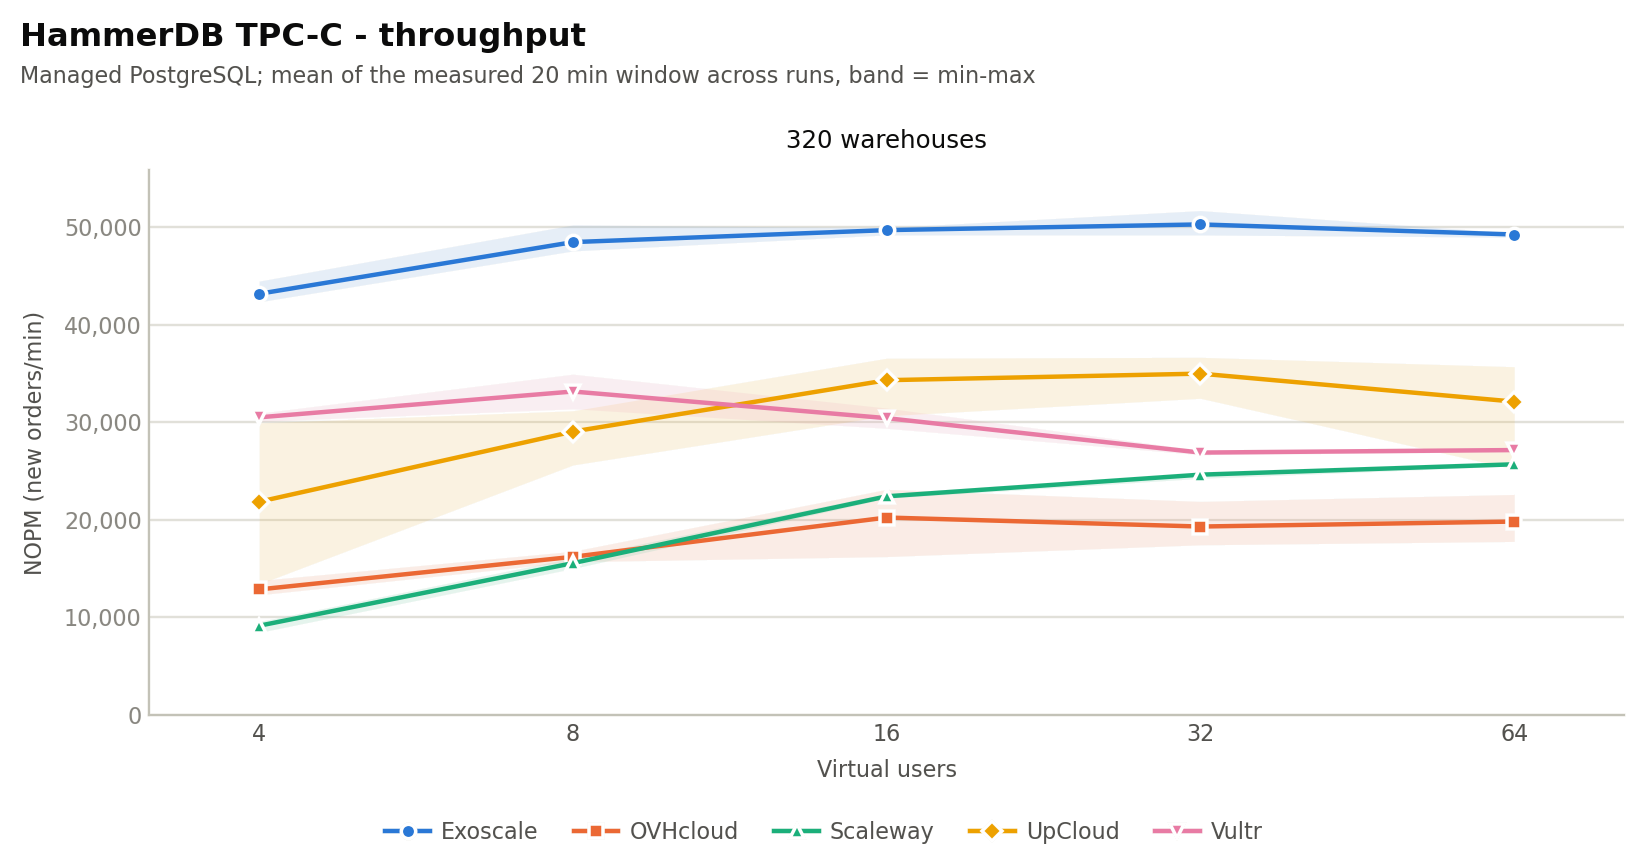 HammerDB TPC-C - throughput
Managed PostgreSQL; mean of the measured 20 min window across runs, band = min-max
320 warehouses
NOPM (new orders/min)
50,000
40,000
30,000
20,000
10,000
0
4 8 16 32 64
Virtual users
Exoscale OVHcloud Scaleway UpCloud Vultr